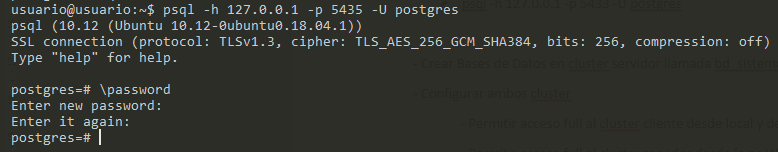 usuario@usuario:~$ psql -h 127.0.0.1 -p 5435 -U postgres
psql (10.12 (Ubuntu 10.12-0ubuntu0.18.04.1))
SSL connection (protocol: TLSv1.3, cipher: TLS_AES_256_GCM_SHA384, bits: 256, compression: off)
Type "help" for help.
- Crear Bases de Datos en cluster servidor llamada
postgres=# \password
- Configurar ambos cluster
Enter new password:
Enter it again:
- Permitir acceso full al cluster cliente desde local y
postgres=#